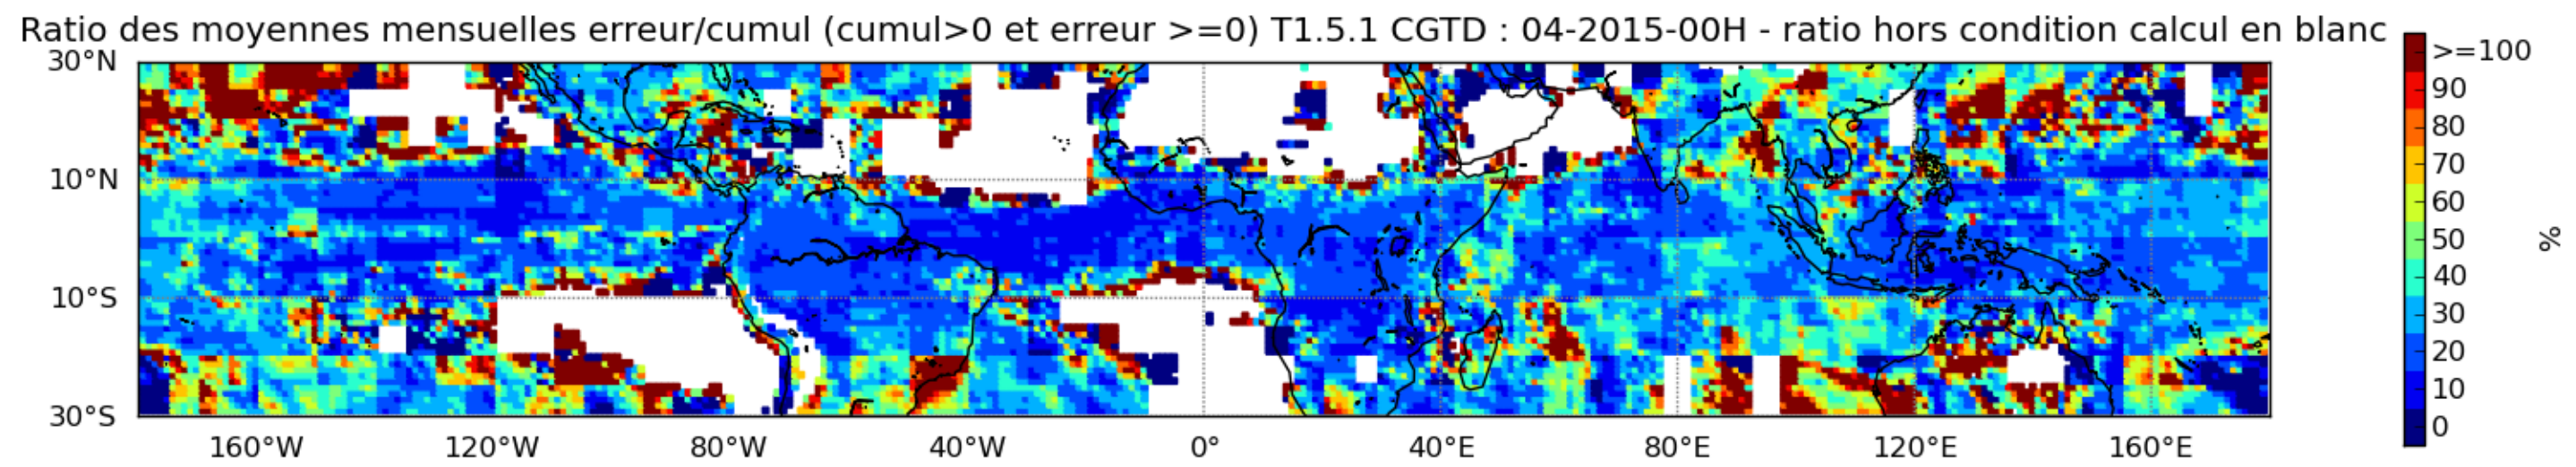 Ratio des moyennes mensuelles erreur/cumul (cumul>0 et erreur >=0) T1.5.1 CGTD : 04-2015-00H - ratio hors condition calcul en blanc
30°N
10°N
10°S
30°S
160°W 120°W 80°W 40°W 0° 40°E 80°E 120°E 160°E
>=100
90
80
70
60
50
40
30
20
10
0
%